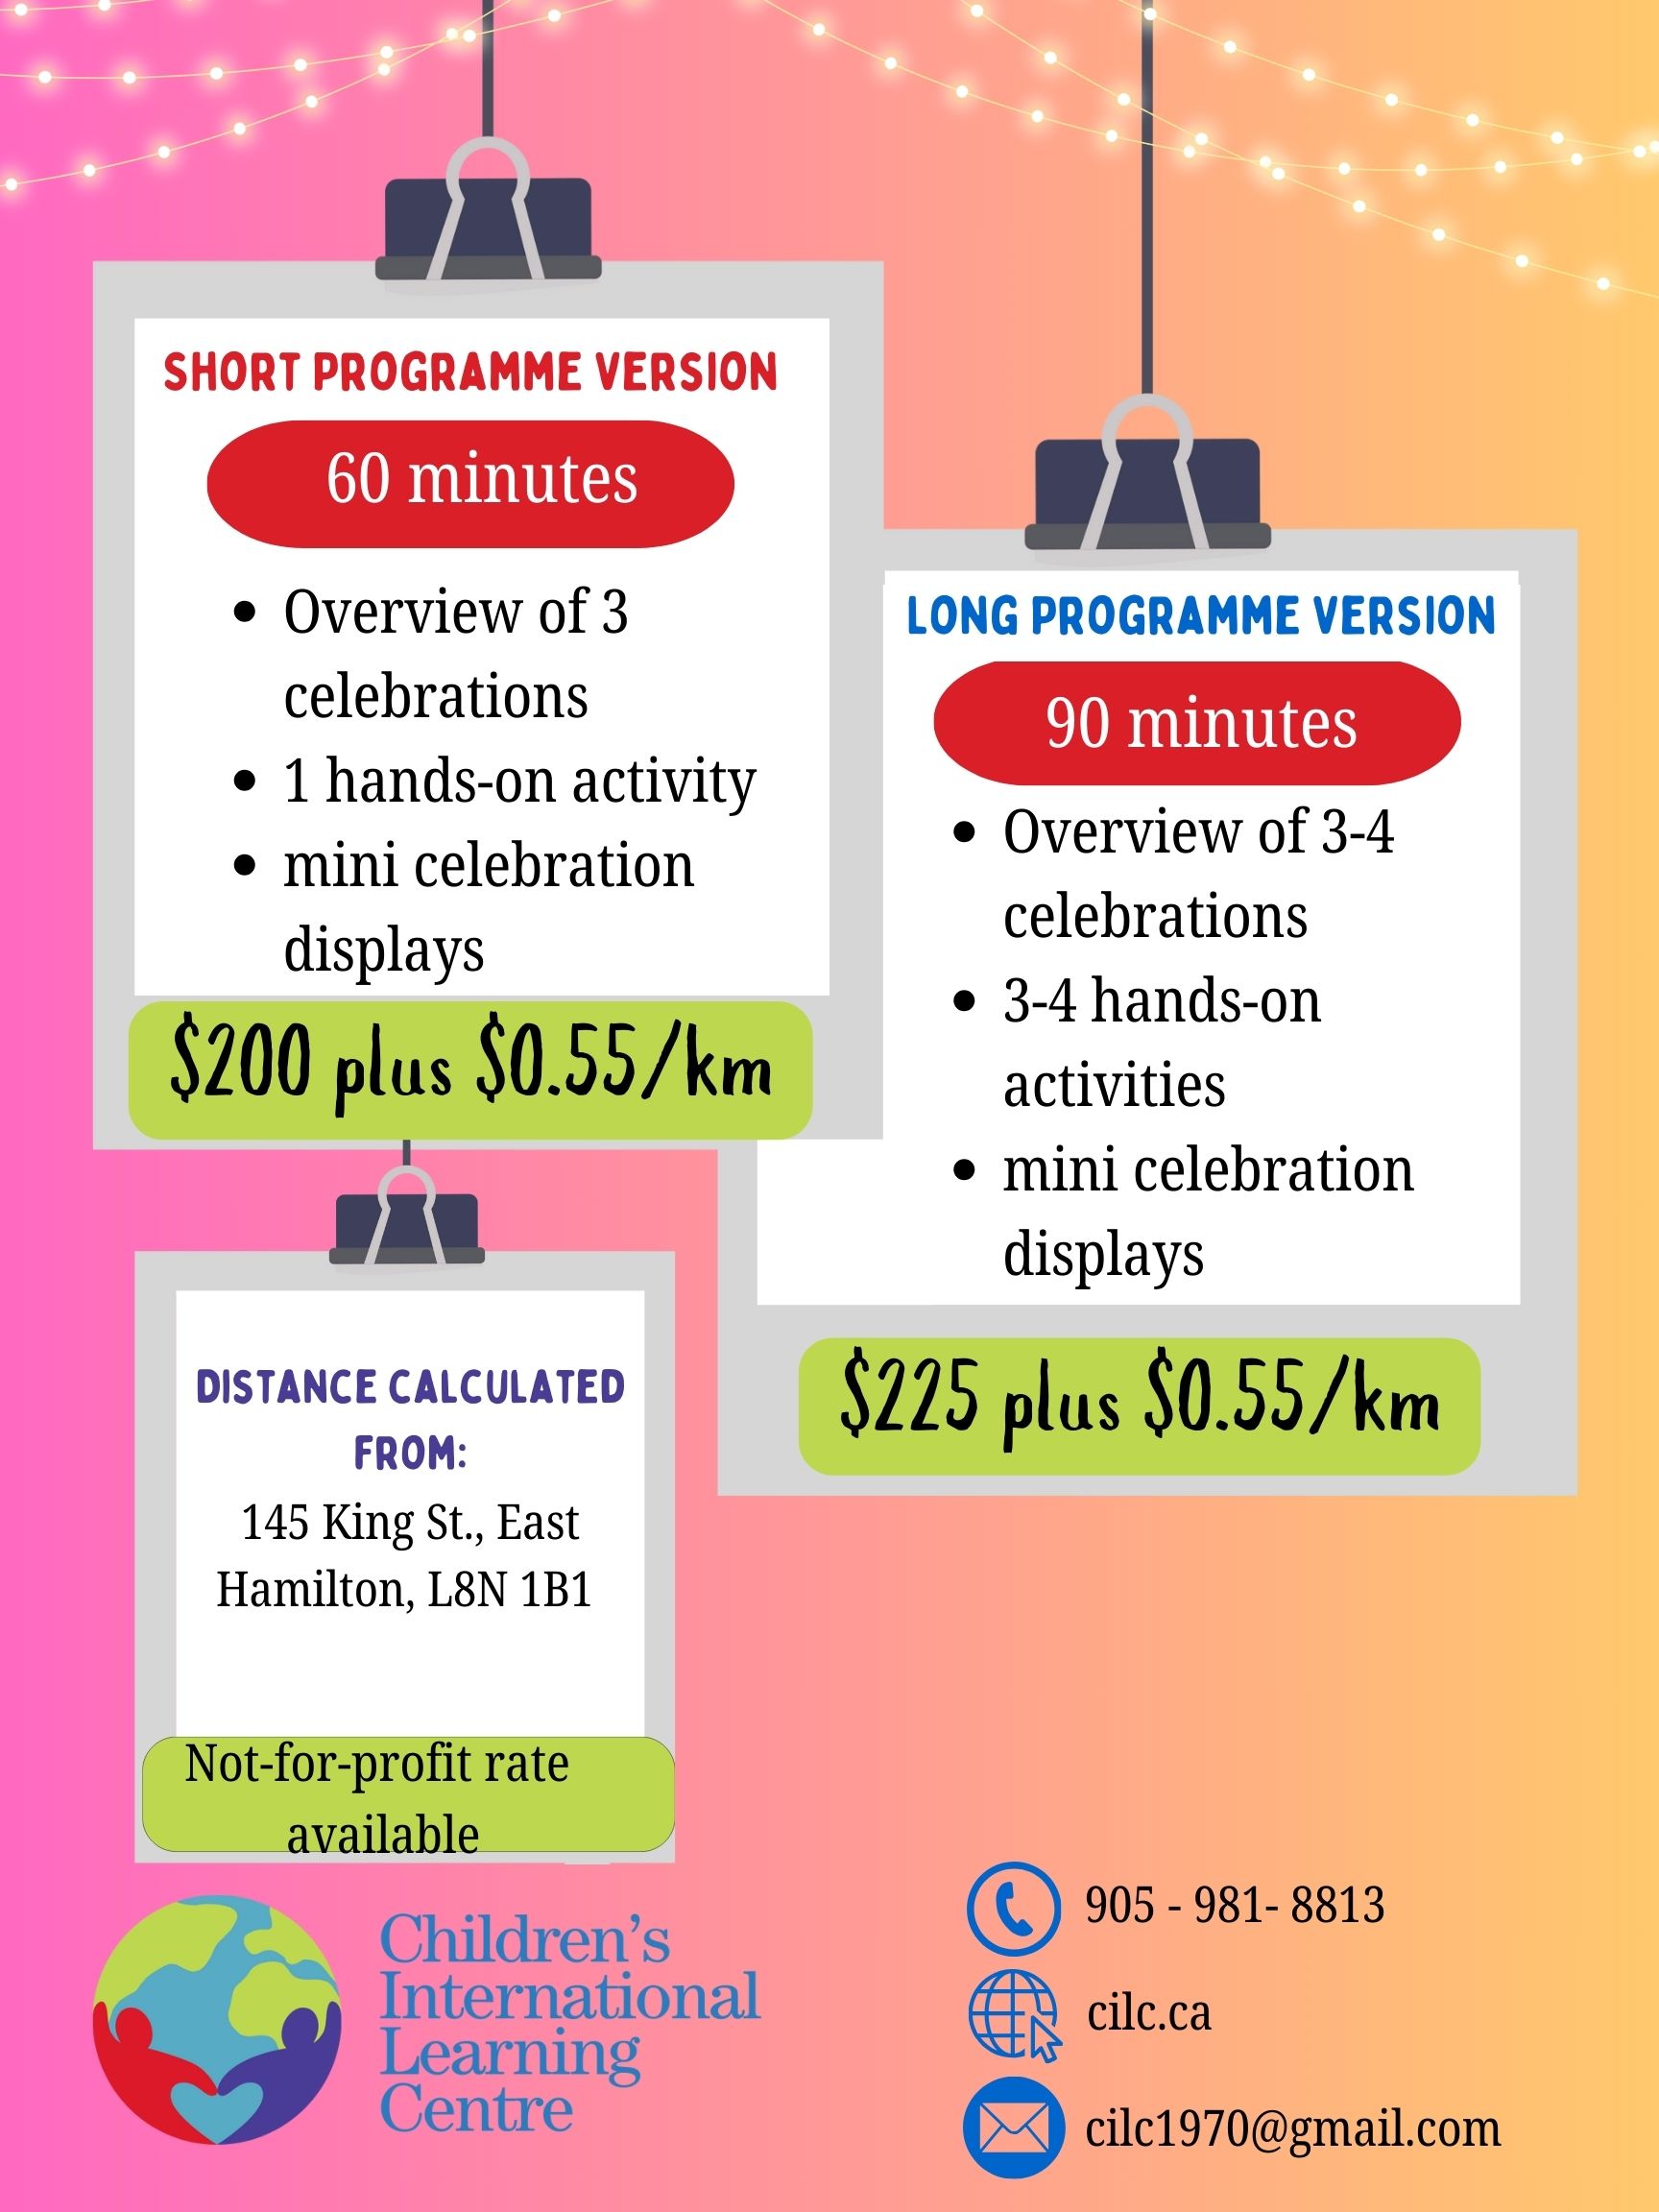 SHORT PROGRAMME VERSION
60 minutes
• Overview of 3
celebrations
• 1 hands-on activity
• mini celebration
displays
$200 plus $0.55/km
LONG PROGRAMME VERSION
90 minutes
• Overview of 3-4
celebrations
• 3-4 hands-on
activities
• mini celebration
displays
$225 plus $0.55/km
DISTANCE CALCULATED
FROM:
145 King St., East
Hamilton, L8N 1B1
Not-for-profit rate
available
Children's
International
Learning
Centre
905 - 981- 8813
cilc.ca
cilc1970@gmail.com